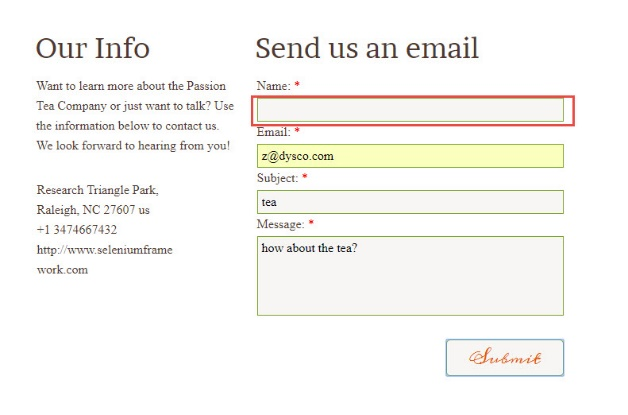 Our Info
Want to learn more about the Passion
Tea Company or just want to talk? Use
the information below to contact us.
We look forward to hearing from you!
Research Triangle Park,
Raleigh, NC 27607 us
+1 3474667432
http://www.seleniumframe
work.com
Send us an email
Name: *
Email: *
z@dysco.com
Subject: *
tea
Message: *
how about the tea?
Submit